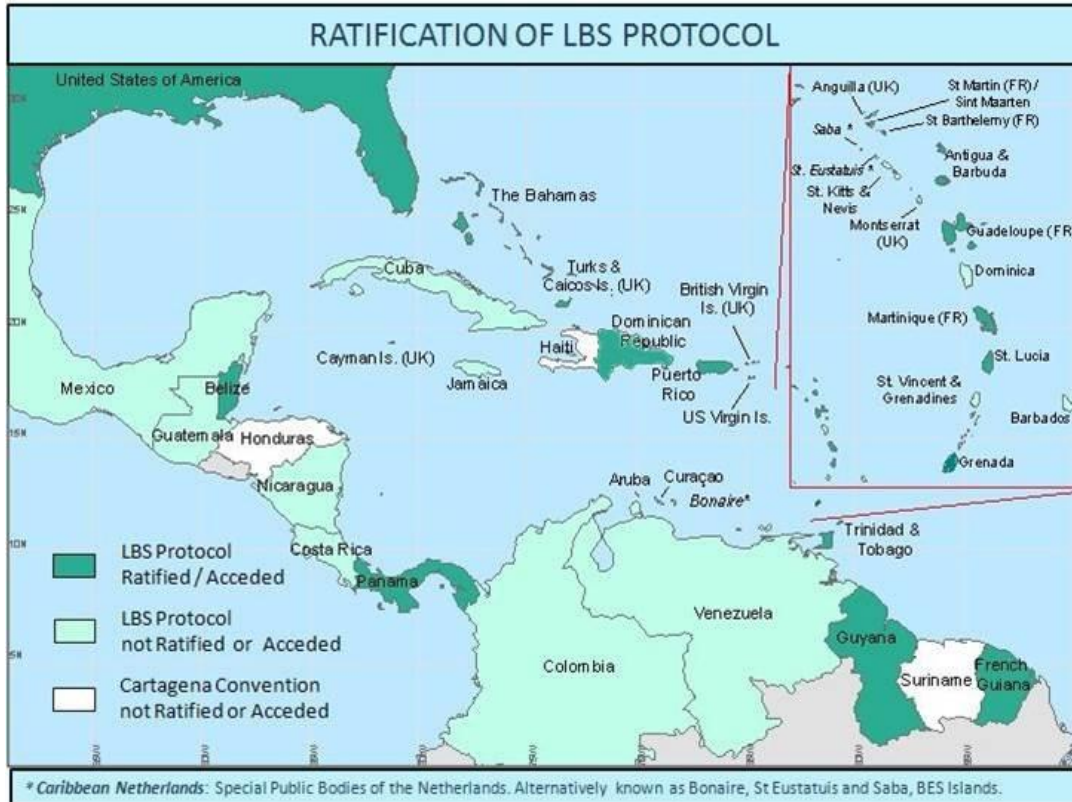 RATIFICATION OF LBS PROTOCOL
United States of America
The Bahamas
Cuba
Turks &
Caicos Is. (UK)
British Virgin
Is. (UK)
Dominican
Republic
Haiti
Cayman Is. (UK)
Jamaica
Puerto
Rico
US Virgin Is.
Mexico
Belize
Guatemala
Honduras
Nicaragua
Costa Rica
Panama
Aruba
Curaçao
Bonaire*
Trinidad &
Tobago
Venezuela
Colombia
Guyana
Suriname
French
Guiana
Anguilla (UK)
St Martin (FR) /
Sint Maarten
St Barthelemy (FR)
Saba *
St. Eustatuis *
St. Kitts &
Nevis
Antigua &
Barbuda
Montserrat
(UK)
Guadeloupe (FR)
Dominica
Martinique (FR)
St. Lucia
St. Vincent &
Grenadines
Barbados
Grenada
25N
20N
15N
10N
5N
LBS Protocol
Ratified / Acceded
LBS Protocol
not Ratified or Acceded
Cartagena Convention
not Ratified or Acceded
* Caribbean Netherlands: Special Public Bodies of the Netherlands. Alternatively known as Bonaire, St Eustatuis and Saba, BES Islands.